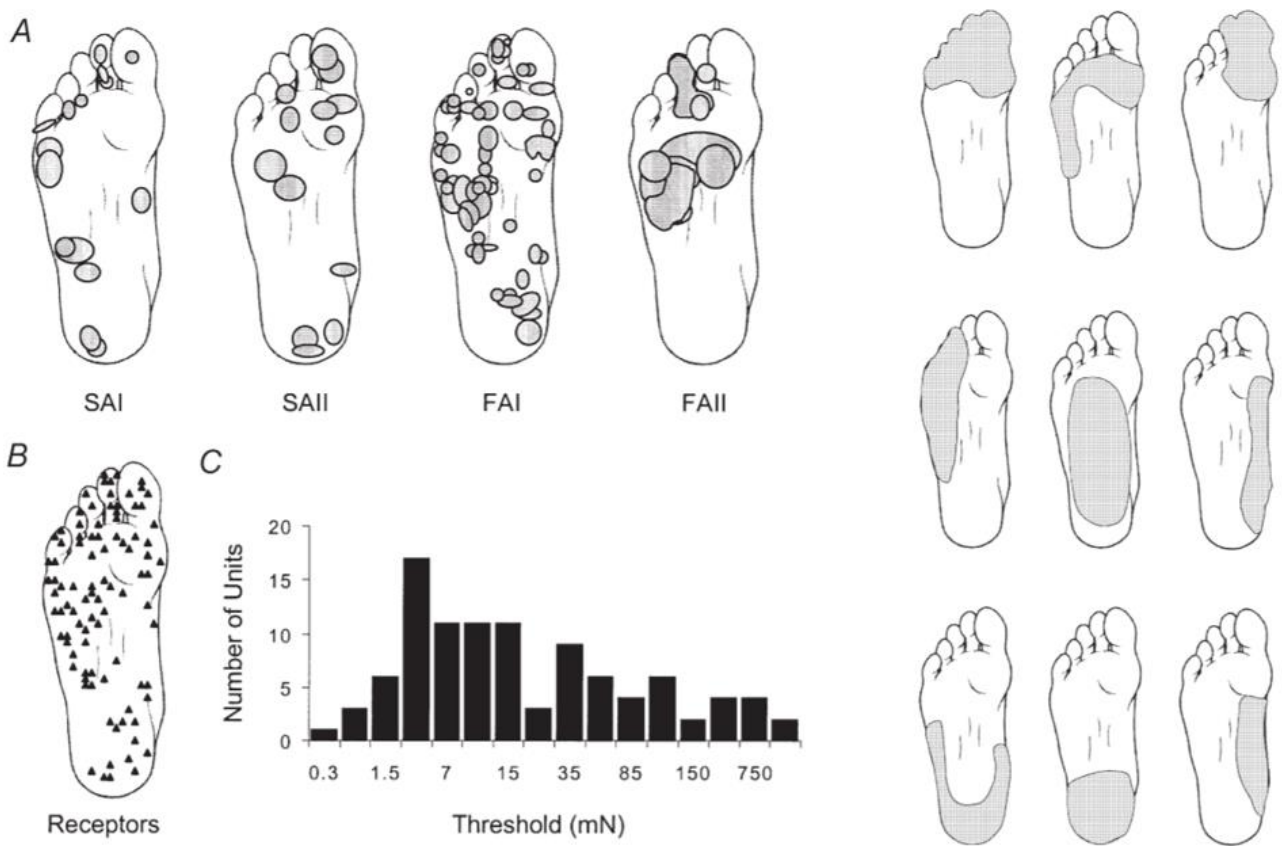 A
SAI SAII FAI FAII
B
Receptors
C
Number of Units
20
15
10
5
0
0.3 1.5 7 15 35 85 150 750
Threshold (mN)